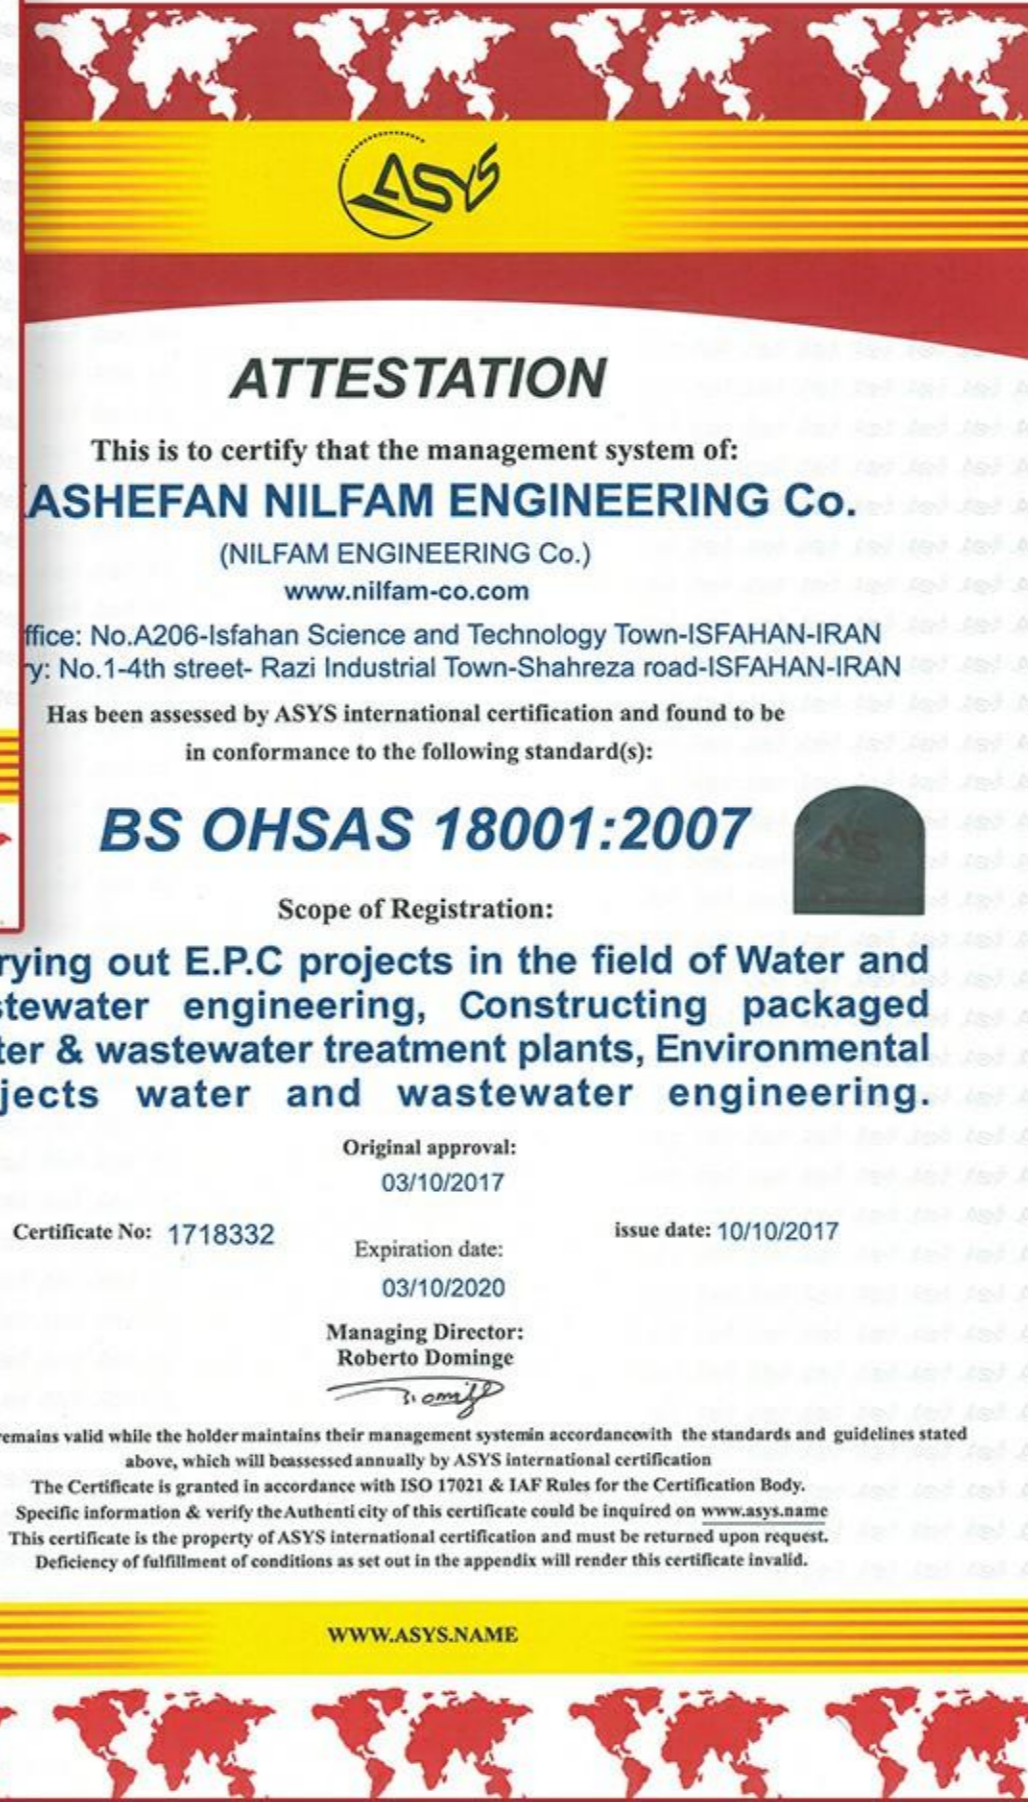 ASYS
ATTESTATION
This is to certify that the management system of:
ASHEFAN NILFAM ENGINEERING Co.
(NILFAM ENGINEERING Co.)
www.nilfam-co.com
ffice: No.A206-Isfahan Science and Technology Town-ISFAHAN-IRAN
y: No.1-4th street- Razi Industrial Town-Shahreza road-ISFAHAN-IRAN
Has been assessed by ASYS international certification and found to be
in conformance to the following standard(s):
BS OHSAS 18001:2007
AS
Scope of Registration:
rying out E.P.C projects in the field of Water and
stewater engineering, Constructing packaged
ter & wastewater treatment plants, Environmental
jects water and wastewater engineering.
Original approval:
03/10/2017
Certificate No: 1718332
issue date: 10/10/2017
Expiration date:
03/10/2020
Managing Director:
Roberto Dominge
emains valid while the holder maintains their management systemin accordancewith the standards and guidelines stated
above, which will beassessed annually by ASYS international certification
The Certificate is granted in accordance with ISO 17021 & IAF Rules for the Certification Body.
Specific information & verify the Authenti city of this certificate could be inquired on www.asys.name
This certificate is the property of ASYS international certification and must be returned upon request.
Deficiency of fulfillment of conditions as set out in the appendix will render this certificate invalid.
WWW.ASYS.NAME